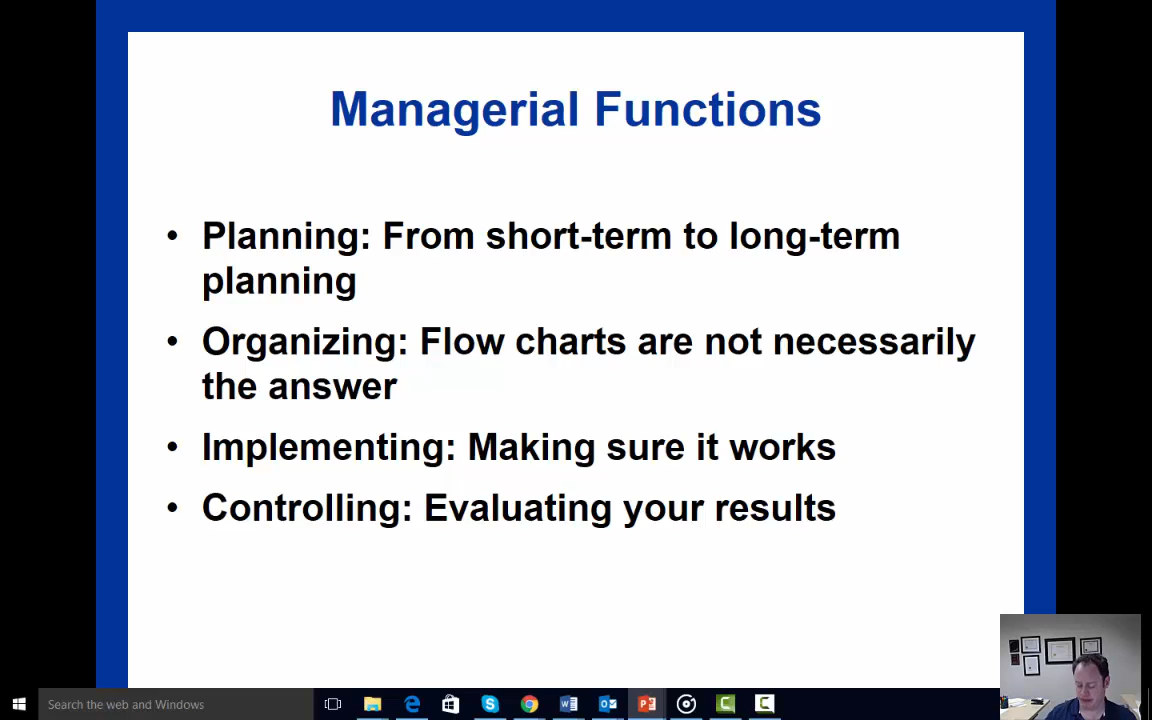 Managerial Functions
• Planning: From short-term to long-term
planning
• Organizing: Flow charts are not necessarily
the answer
• Implementing: Making sure it works
• Controlling: Evaluating your results
Search the web and Windows